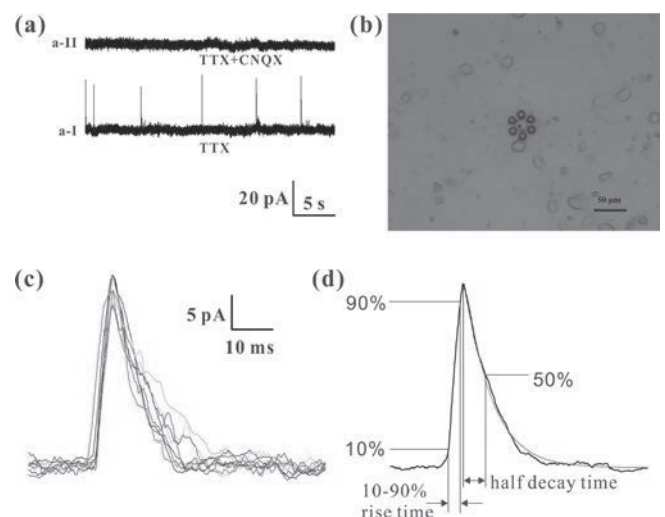 (a)
a-II
TTX+CNQX
a-I
TTX
20 pA
5 s
(b)
50 μm
(c)
5 pA
10 ms
(d)
90%
50%
10%
half decay time
10-90%
rise time